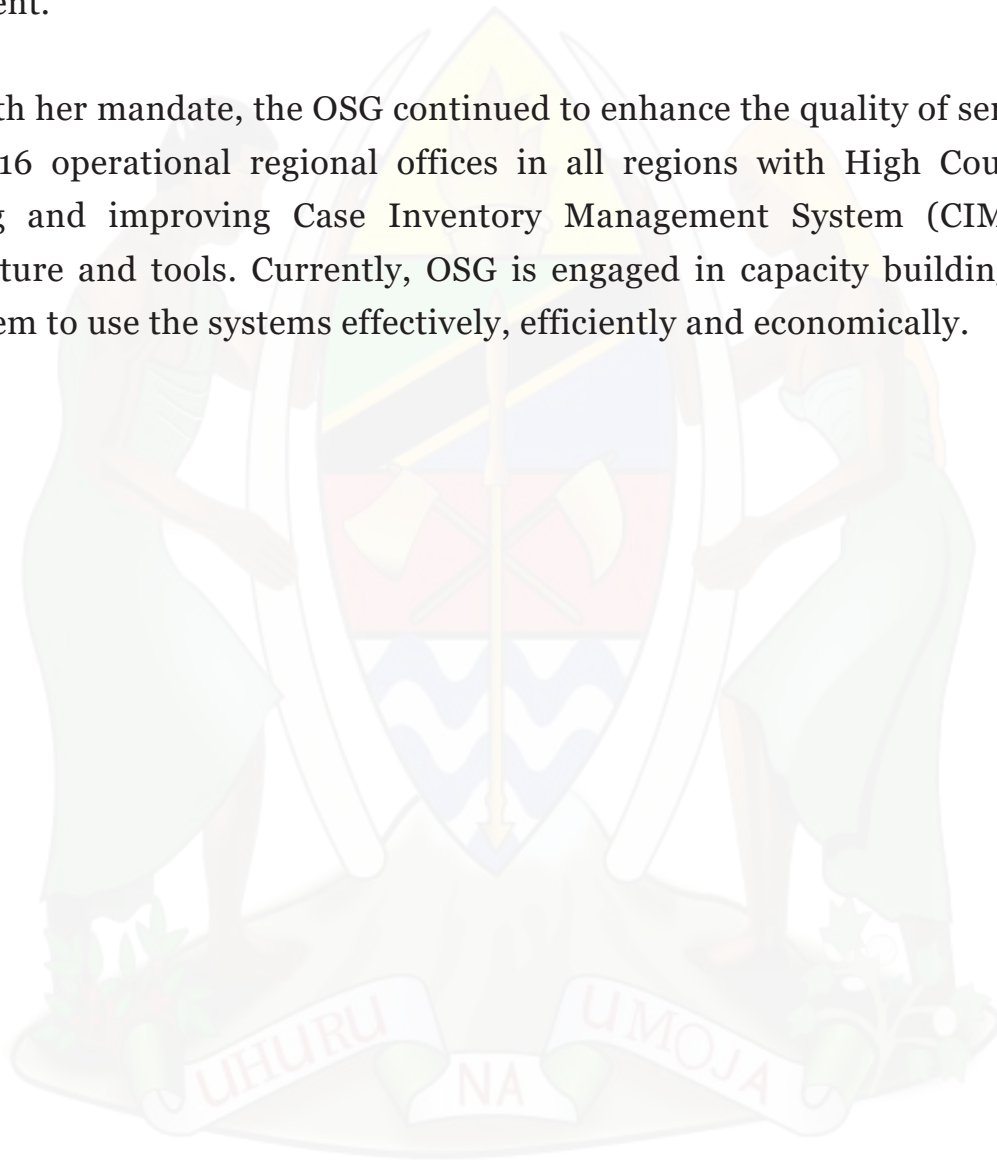 ent.
th her mandate, the OSG continued to enhance the quality of ser
16 operational regional offices in all regions with High Cou
g and improving Case Inventory Management System (CIM
ture and tools. Currently, OSG is engaged in capacity building
em to use the systems effectively, efficiently and economically.
UHURU NA UMOJA